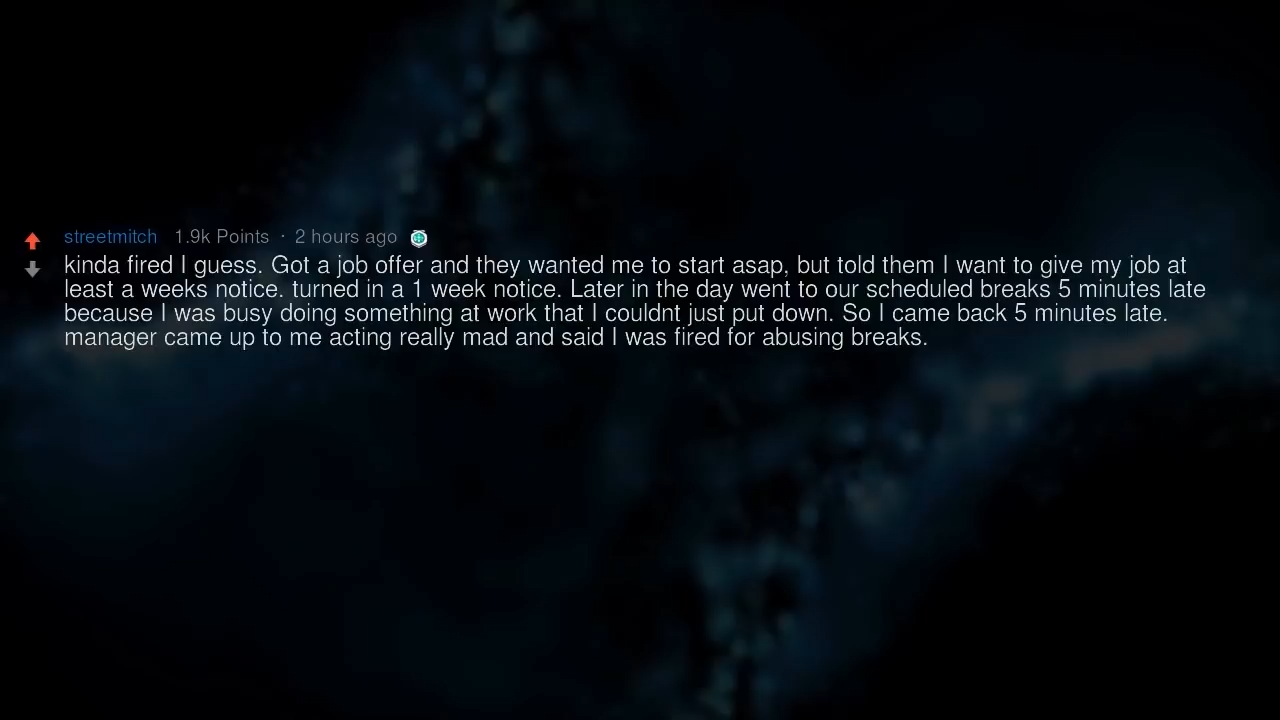 streetmitch 1.9k Points · 2 hours ago
kinda fired I guess. Got a job offer and they wanted me to start asap, but told them I want to give my job at
least a weeks notice. turned in a 1 week notice. Later in the day went to our scheduled breaks 5 minutes late
because I was busy doing something at work that I couldnt just put down. So I came back 5 minutes late.
manager came up to me acting really mad and said I was fired for abusing breaks.